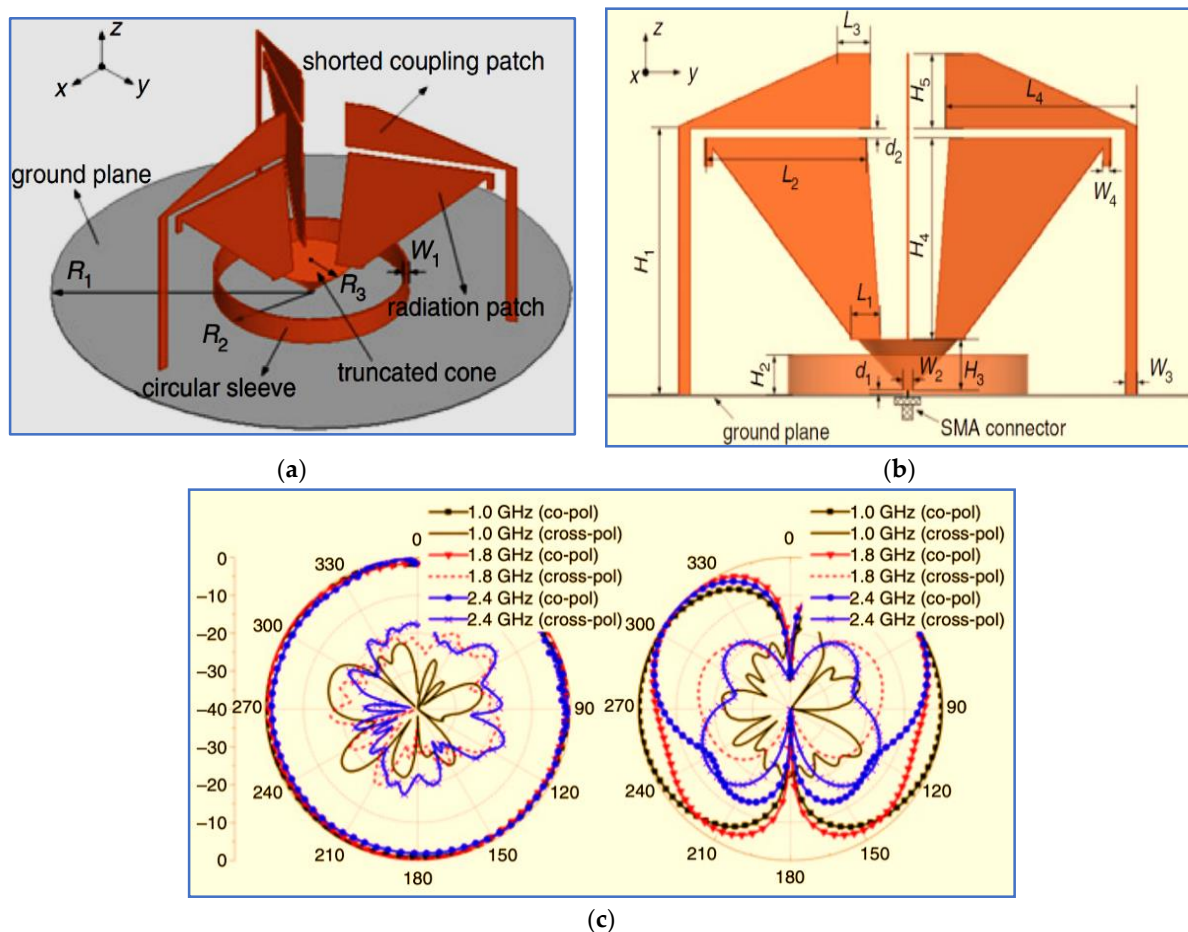 z
x
y
shorted coupling patch
ground plane
R1
R2
R3
W1
radiation patch
truncated cone
circular sleeve
(a)
z
x
y
L3
H5
L4
d2
L2
W4
H1
H4
L1
H2
d1
W2
H3
W3
ground plane
SMA connector
(b)
1.0 GHz (co-pol)
1.0 GHz (cross-pol)
1.8 GHz (co-pol)
1.8 GHz (cross-pol)
2.4 GHz (co-pol)
2.4 GHz (cross-pol)
0
330
300
270
240
210
180
150
120
90
0
−10
−20
−30
−40
−30
−20
−10
0
1.0 GHz (co-pol)
1.0 GHz (cross-pol)
1.8 GHz (co-pol)
1.8 GHz (cross-pol)
2.4 GHz (co-pol)
2.4 GHz (cross-pol)
0
330
300
270
240
210
180
150
120
90
(c)